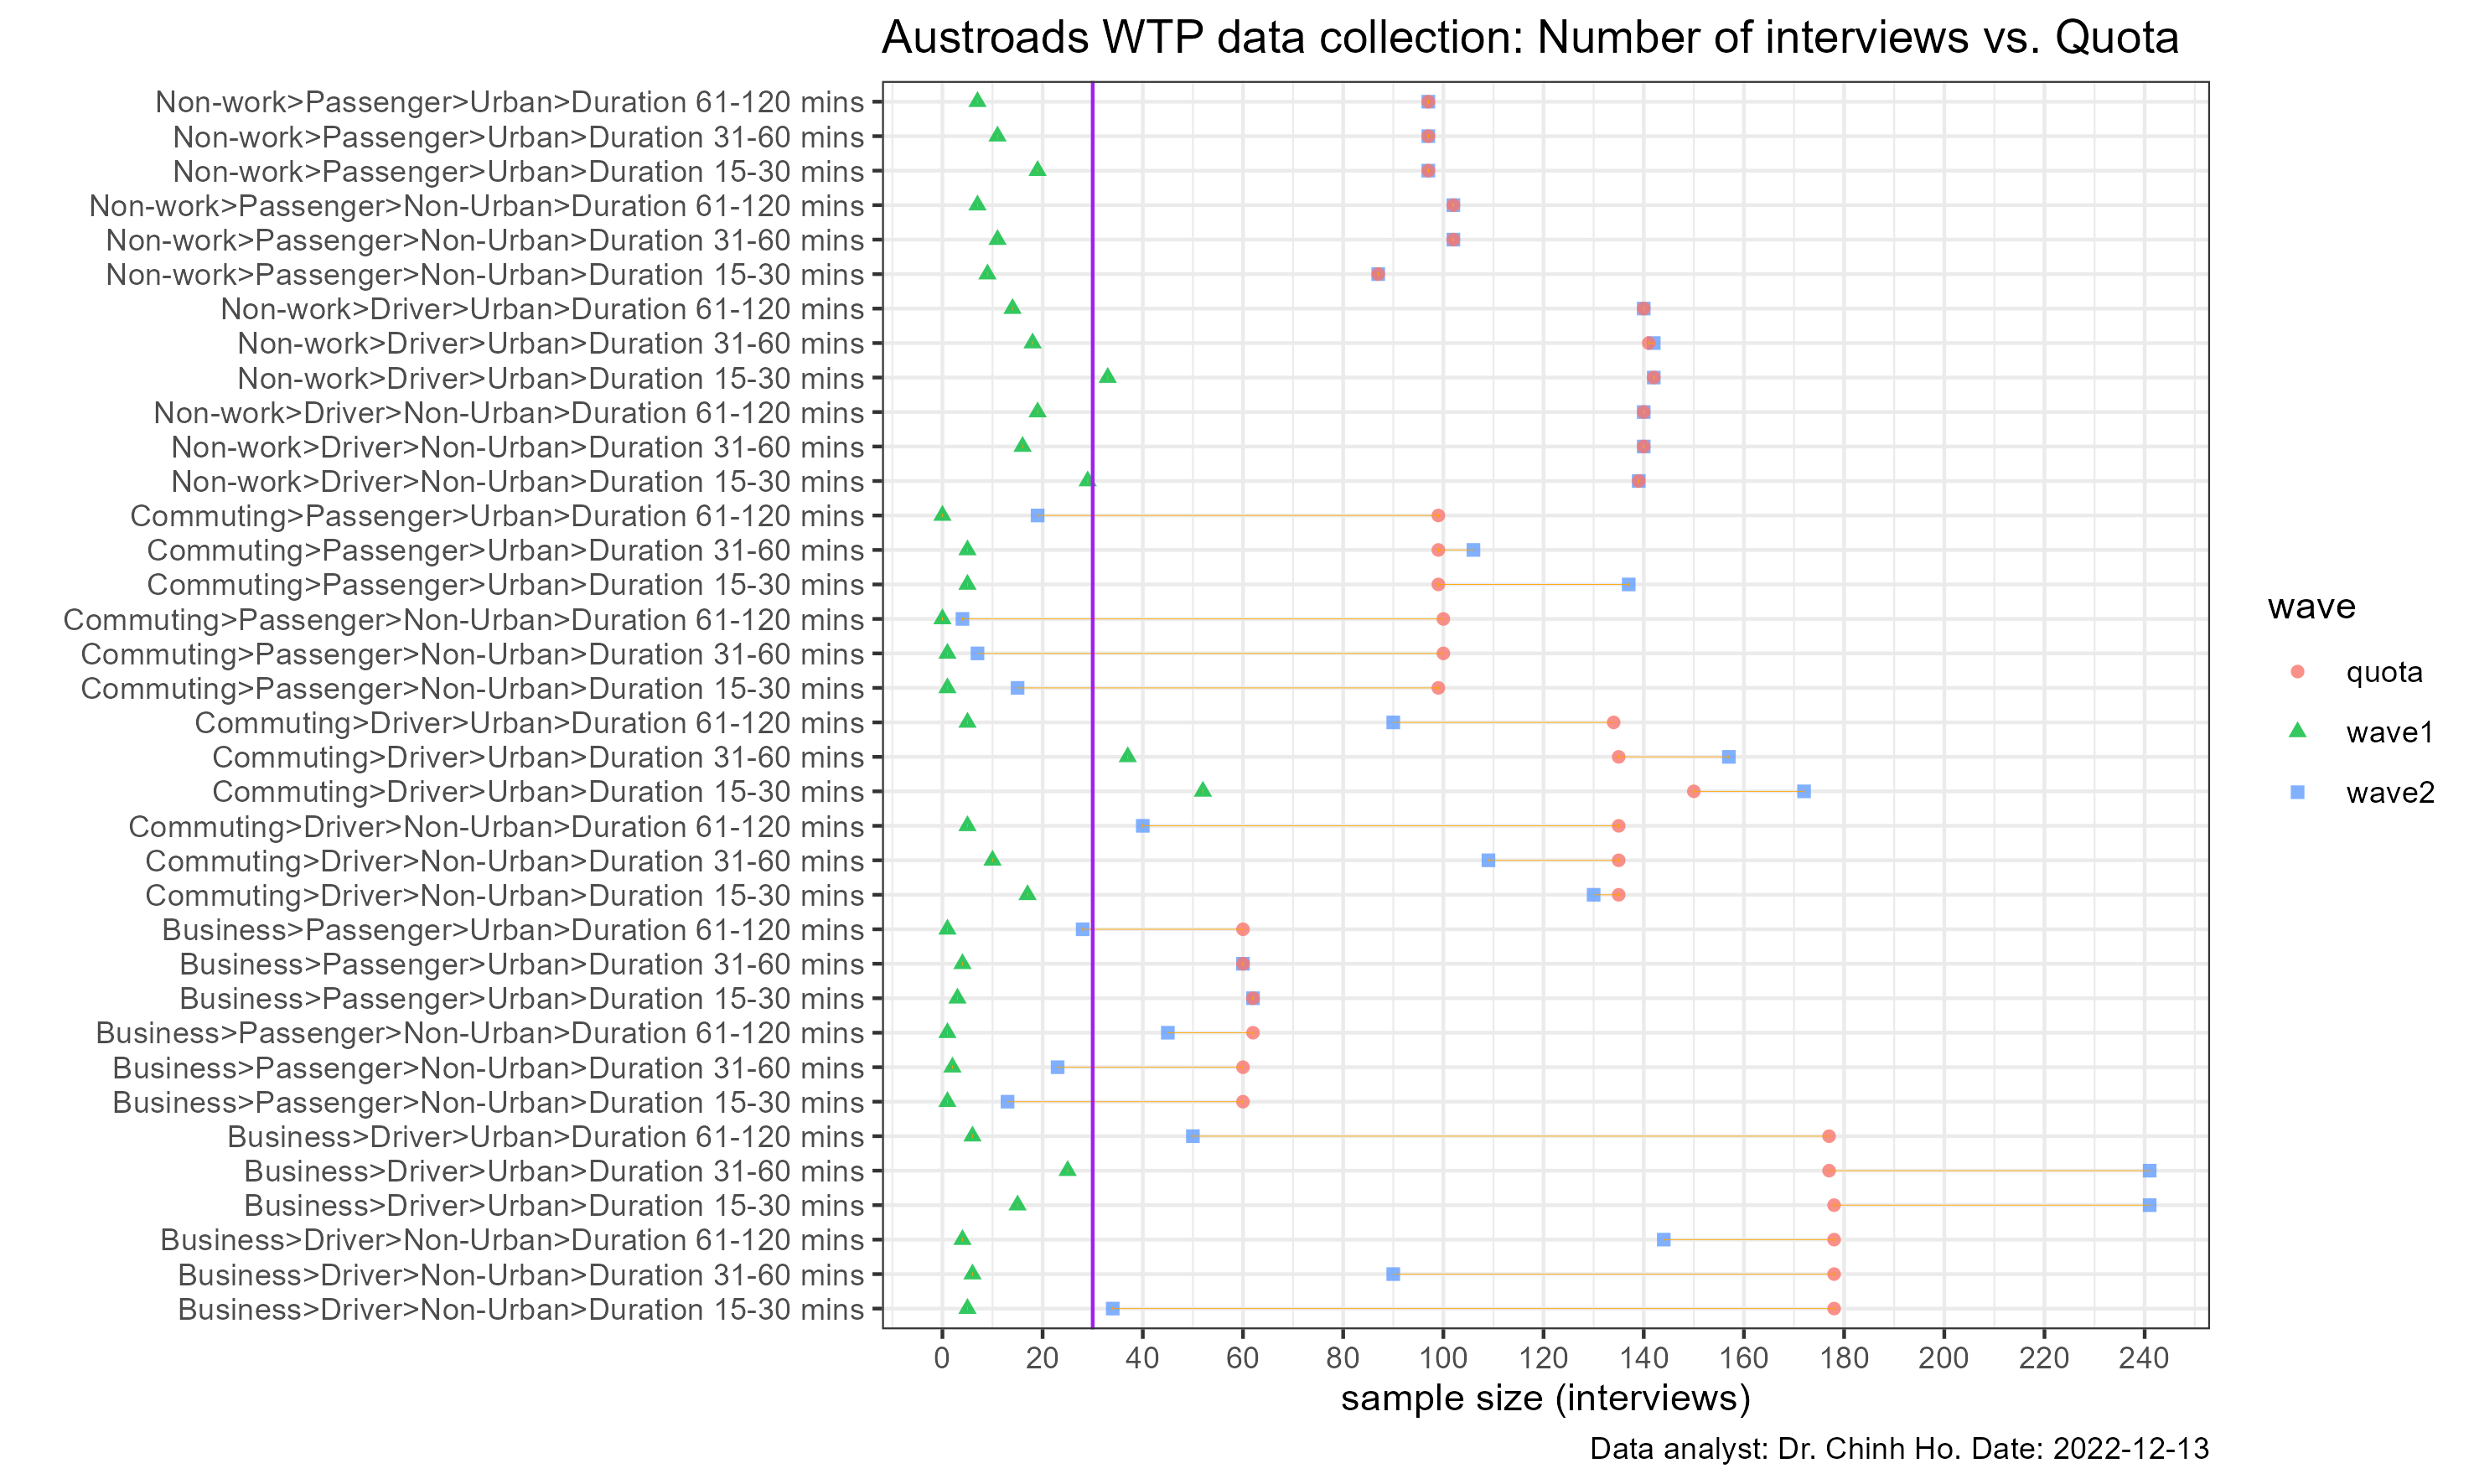 Austroads WTP data collection: Number of interviews vs. Quota
Non-work>Passenger>Urban>Duration 61-120 mins
Non-work>Passenger>Urban>Duration 31-60 mins
Non-work>Passenger>Urban>Duration 15-30 mins
Non-work>Passenger>Non-Urban>Duration 61-120 mins
Non-work>Passenger>Non-Urban>Duration 31-60 mins
Non-work>Passenger>Non-Urban>Duration 15-30 mins
Non-work>Driver>Urban>Duration 61-120 mins
Non-work>Driver>Urban>Duration 31-60 mins
Non-work>Driver>Urban>Duration 15-30 mins
Non-work>Driver>Non-Urban>Duration 61-120 mins
Non-work>Driver>Non-Urban>Duration 31-60 mins
Non-work>Driver>Non-Urban>Duration 15-30 mins
Commuting>Passenger>Urban>Duration 61-120 mins
Commuting>Passenger>Urban>Duration 31-60 mins
Commuting>Passenger>Urban>Duration 15-30 mins
Commuting>Passenger>Non-Urban>Duration 61-120 mins
Commuting>Passenger>Non-Urban>Duration 31-60 mins
Commuting>Passenger>Non-Urban>Duration 15-30 mins
Commuting>Driver>Urban>Duration 61-120 mins
Commuting>Driver>Urban>Duration 31-60 mins
Commuting>Driver>Urban>Duration 15-30 mins
Commuting>Driver>Non-Urban>Duration 61-120 mins
Commuting>Driver>Non-Urban>Duration 31-60 mins
Commuting>Driver>Non-Urban>Duration 15-30 mins
Business>Passenger>Urban>Duration 61-120 mins
Business>Passenger>Urban>Duration 31-60 mins
Business>Passenger>Urban>Duration 15-30 mins
Business>Passenger>Non-Urban>Duration 61-120 mins
Business>Passenger>Non-Urban>Duration 31-60 mins
Business>Passenger>Non-Urban>Duration 15-30 mins
Business>Driver>Urban>Duration 61-120 mins
Business>Driver>Urban>Duration 31-60 mins
Business>Driver>Urban>Duration 15-30 mins
Business>Driver>Non-Urban>Duration 61-120 mins
Business>Driver>Non-Urban>Duration 31-60 mins
Business>Driver>Non-Urban>Duration 15-30 mins
0 20 40 60 80 100 120 140 160 180 200 220 240
sample size (interviews)
wave
quota
wave1
wave2
Data analyst: Dr. Chinh Ho. Date: 2022-12-13